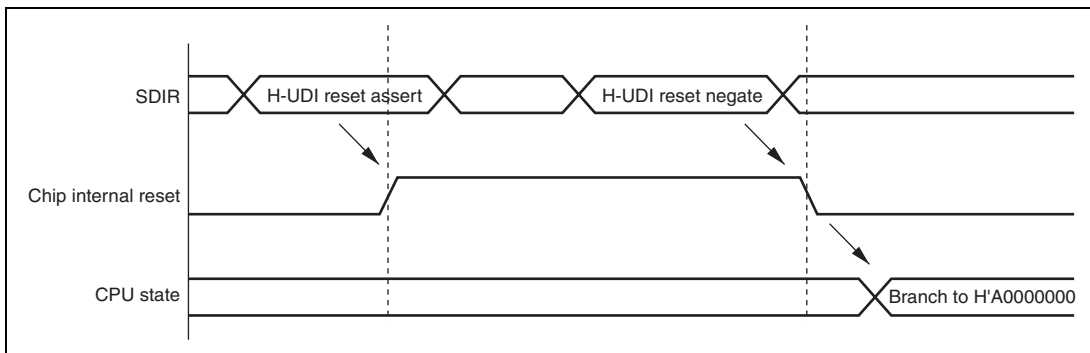 SDIR
H-UDI reset assert
H-UDI reset negate
Chip internal reset
CPU state
Branch to H'A0000000